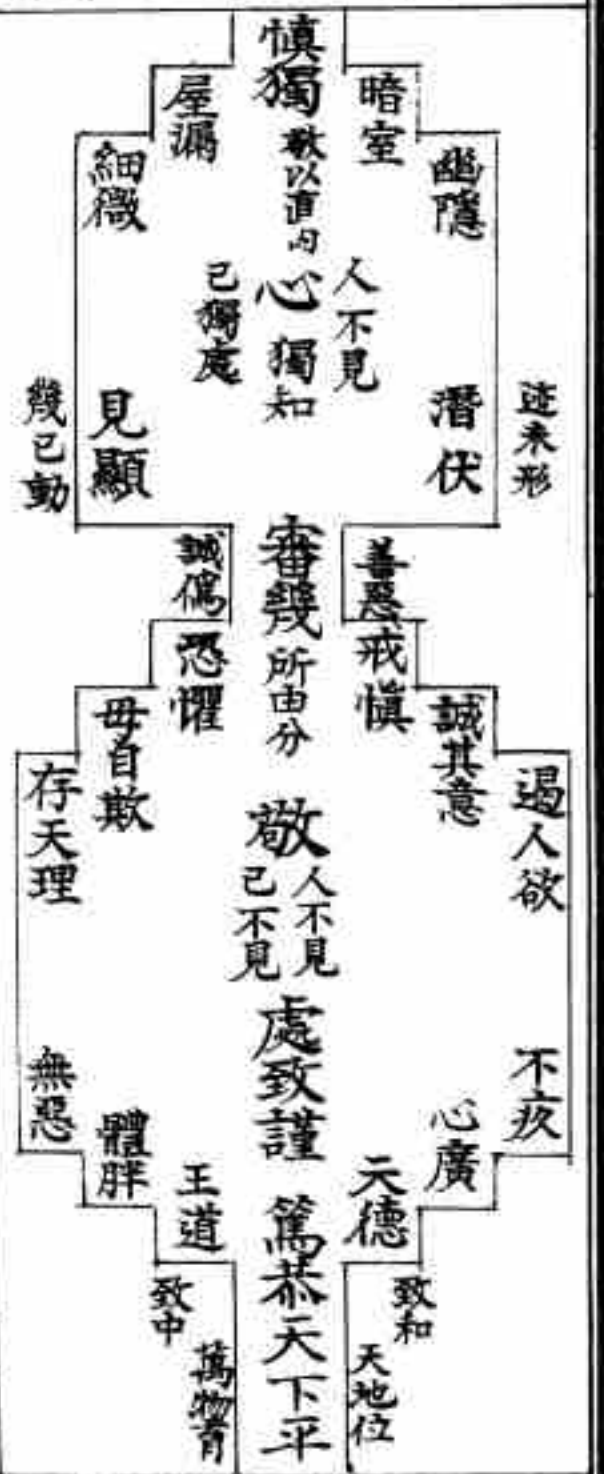 慎獨
敬以直內
暗室
屋漏
幽隱
細微
人不見
心
己獨處
獨知
潛伏
見顯
迹未形
幾已動
審幾
所由分
善惡
誠偽
戒慎
恐懼
誠其意
毋自欺
遏人欲
存天理
敬
人不見
己不見
處致謹
不疚
無惡
心廣
體胖
天德
王道
篤恭天下平
致和
致中
天地位
萬物育